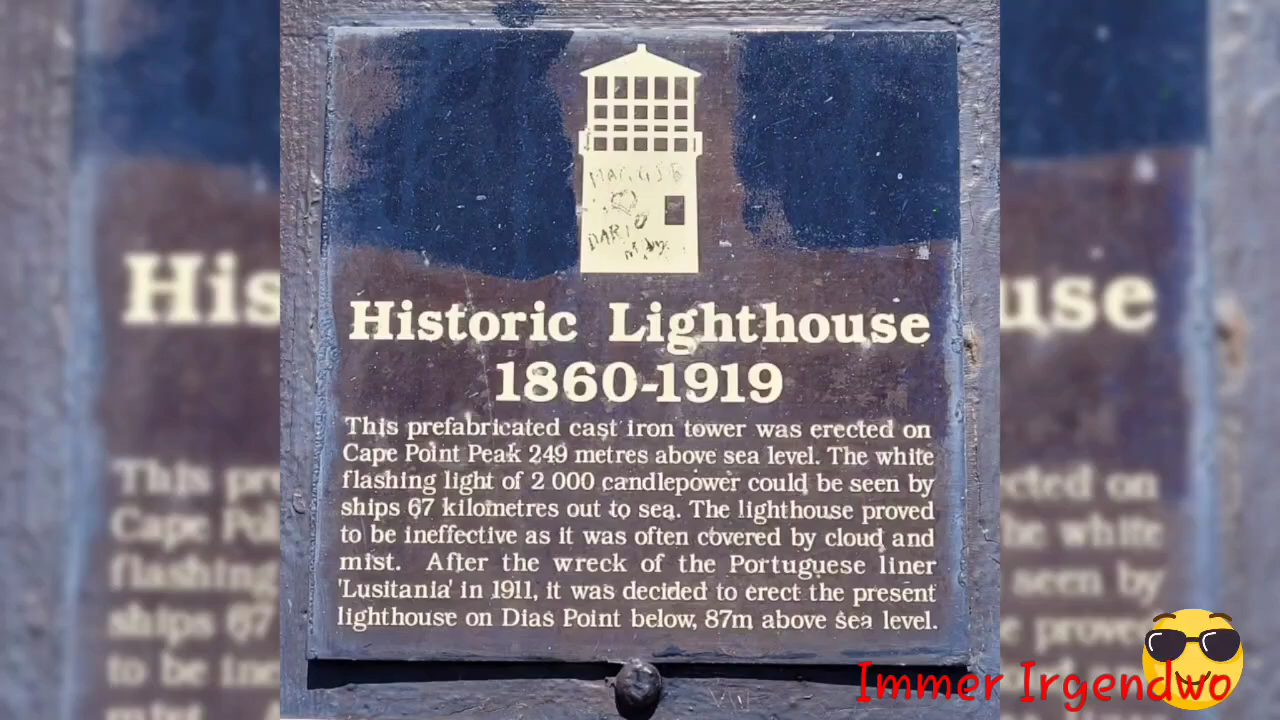 Historic Lighthouse
1860-1919
This prefabricated cast iron tower was erected on
Cape Point Peak 249 metres above sea level. The white
flashing light of 2 000 candlepower could be seen by
ships 67 kilometres out to sea. The lighthouse proved
to be ineffective as it was often covered by cloud and
mist. After the wreck of the Portuguese liner
'Lusitania' in 1911, it was decided to erect the present
lighthouse on Dias Point below, 87m above sea level.
DARIO
Immer Irgendwo